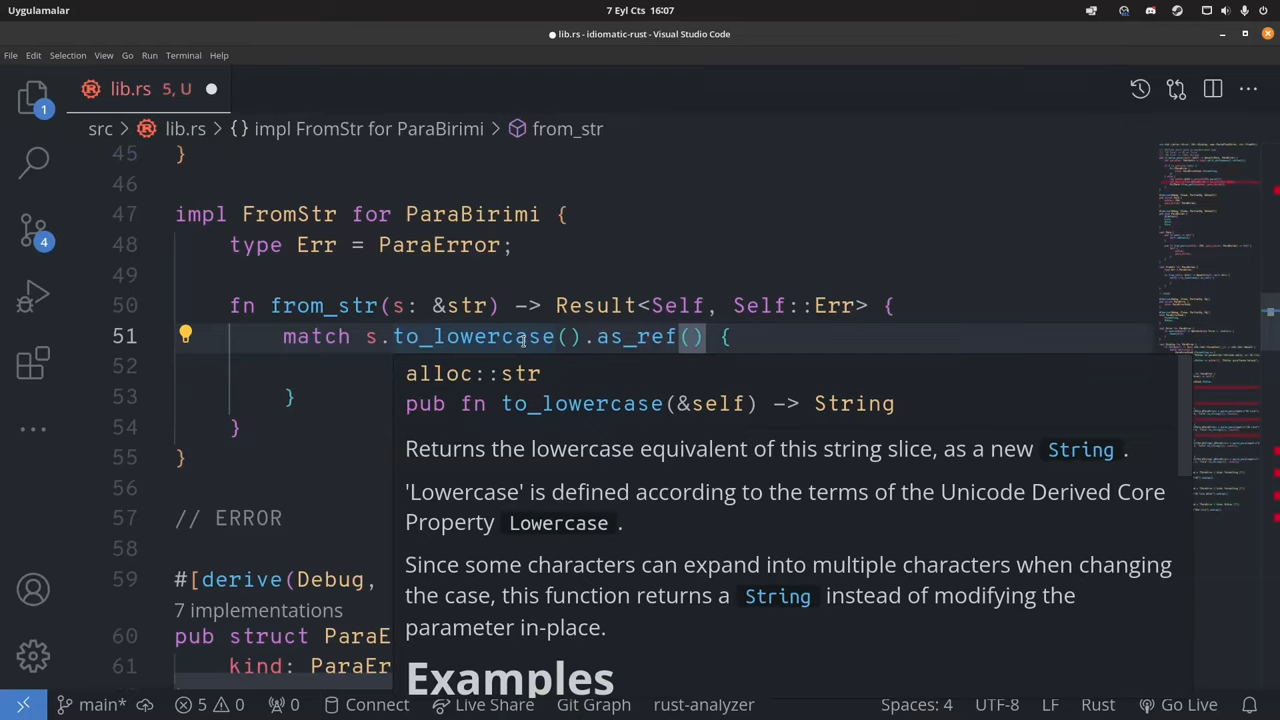 Uygulamalar
7 Eyl Cts 16:07
lib.rs - idiomatic-rust - Visual Studio Code
File Edit Selection View Go Run Terminal Help
1
lib.rs 5, U
src > lib.rs > {} impl FromStr for ParaBirimi > from_str
45 }
46
47 impl FromStr for ParaBirimi {
48 type Err = ParaError;
49
50 fn from_str(s: &str) -> Result<Self, Self::Err> {
51 match s.to_lowercase().as_ref() {
52
53 }
54 }
55 }
56
57 // ERROR
58
59 #[derive(Debug,
7 implementations
60 pub struct ParaE
61 kind: ParaEr
4
alloc::str
pub fn to_lowercase(&self) -> String
Returns the lowercase equivalent of this string slice, as a new String .
'Lowercase' is defined according to the terms of the Unicode Derived Core
Property Lowercase .
Since some characters can expand into multiple characters when changing
the case, this function returns a String instead of modifying the
parameter in-place.
Examples
main* 5 0 0 Connect Live Share Git Graph rust-analyzer Spaces: 4 UTF-8 LF Rust Go Live